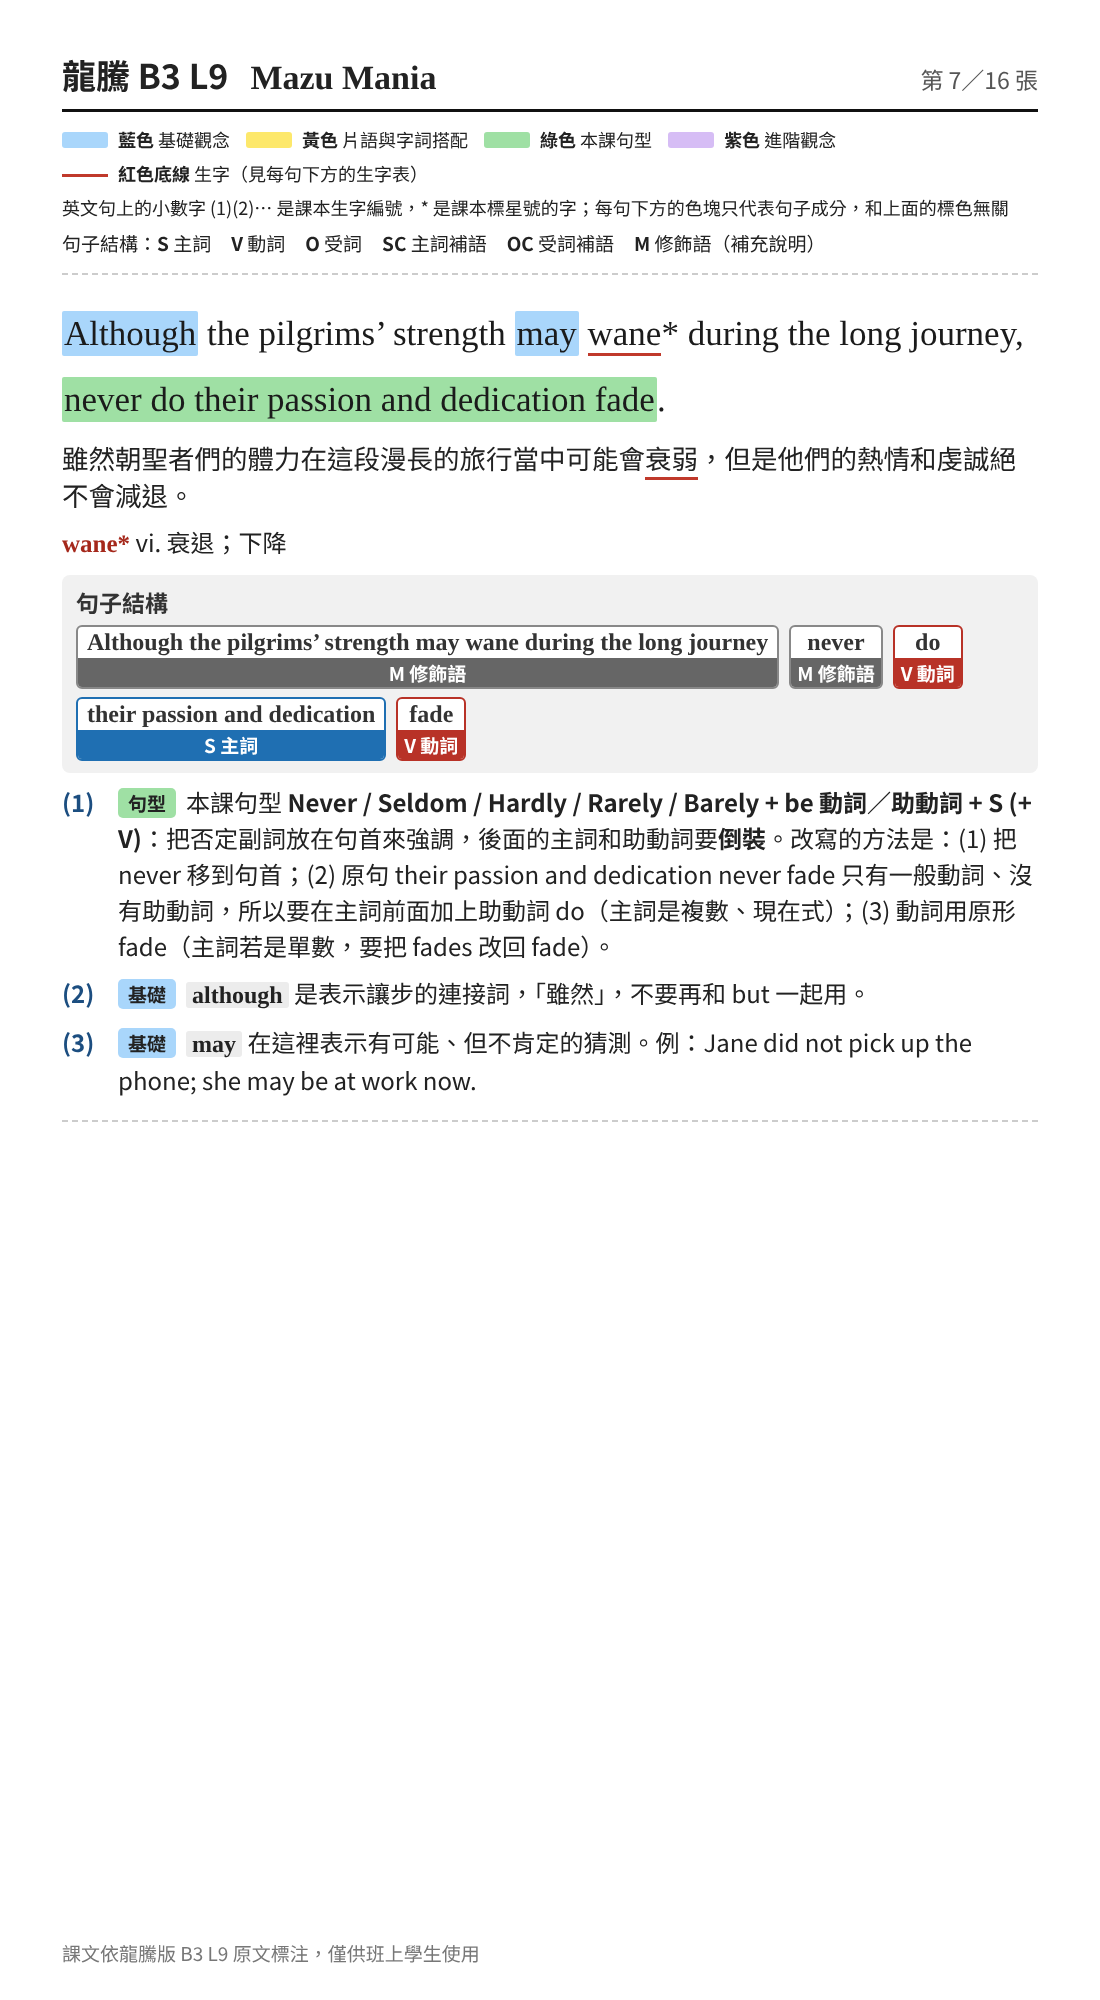 龍騰 B3 L9 Mazu Mania
第 7／16 張
藍色 基礎觀念 黃色 片語與字詞搭配 綠色 本課句型 紫色 進階觀念
紅色底線 生字（見每句下方的生字表）
英文句上的小數字 (1)(2)⋯ 是課本生字編號，* 是課本標星號的字；每句下方的色塊只代表句子成分，和上面的標色無關
句子結構：S 主詞 V 動詞 O 受詞 SC 主詞補語 OC 受詞補語 M 修飾語（補充說明）
Although the pilgrims’ strength may wane* during the long journey,
never do their passion and dedication fade.
雖然朝聖者們的體力在這段漫長的旅行當中可能會衰弱，但是他們的熱情和虔誠絕
不會減退。
wane* vi. 衰退；下降
句子結構
Although the pilgrims’ strength may wane during the long journey never do
M 修飾語 M 修飾語 V 動詞
their passion and dedication fade
S 主詞 V 動詞
(1) 句型 本課句型 Never / Seldom / Hardly / Rarely / Barely + be 動詞／助動詞 + S (+
V)：把否定副詞放在句首來強調，後面的主詞和助動詞要倒裝。改寫的方法是：(1) 把
never 移到句首；(2) 原句 their passion and dedication never fade 只有一般動詞、沒
有助動詞，所以要在主詞前面加上助動詞 do（主詞是複數、現在式）；(3) 動詞用原形
fade（主詞若是單數，要把 fades 改回 fade）。
(2) 基礎 although 是表示讓步的連接詞，「雖然」，不要再和 but 一起用。
(3) 基礎 may 在這裡表示有可能、但不肯定的猜測。例：Jane did not pick up the
phone; she may be at work now.
課文依龍騰版 B3 L9 原文標注，僅供班上學生使用